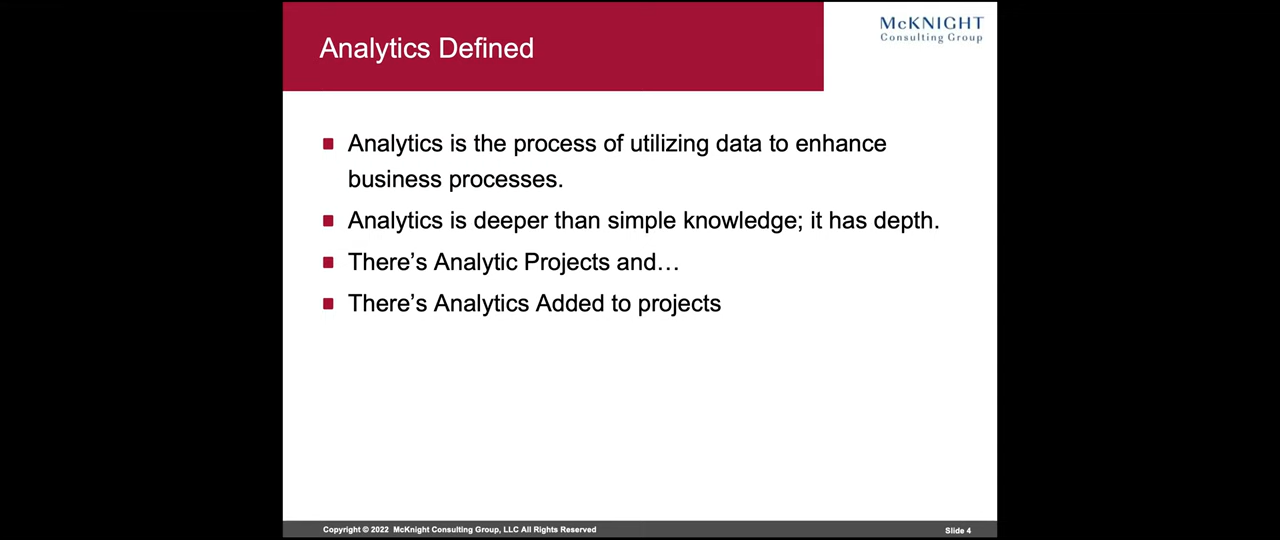 Analytics Defined
McKNIGHT
Consulting Group
Analytics is the process of utilizing data to enhance
business processes.
Analytics is deeper than simple knowledge; it has depth.
There’s Analytic Projects and…
There’s Analytics Added to projects
Copyright © 2022 McKnight Consulting Group, LLC All Rights Reserved
Slide 4